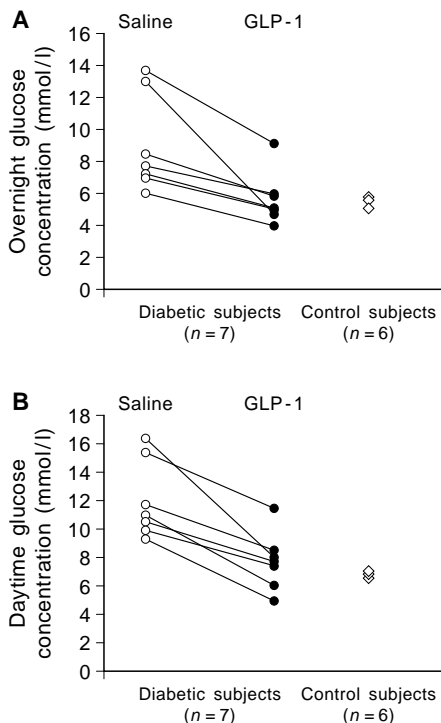 A
Saline GLP-1
16
14
12
10
8
6
4
2
0
Overnight glucose
concentration (mmol/l)
Diabetic subjects Control subjects
(n=7) (n=6)
B
Saline GLP-1
18
16
14
12
10
8
6
4
2
0
Daytime glucose
concentration (mmol/l)
Diabetic subjects Control subjects
(n=7) (n=6)